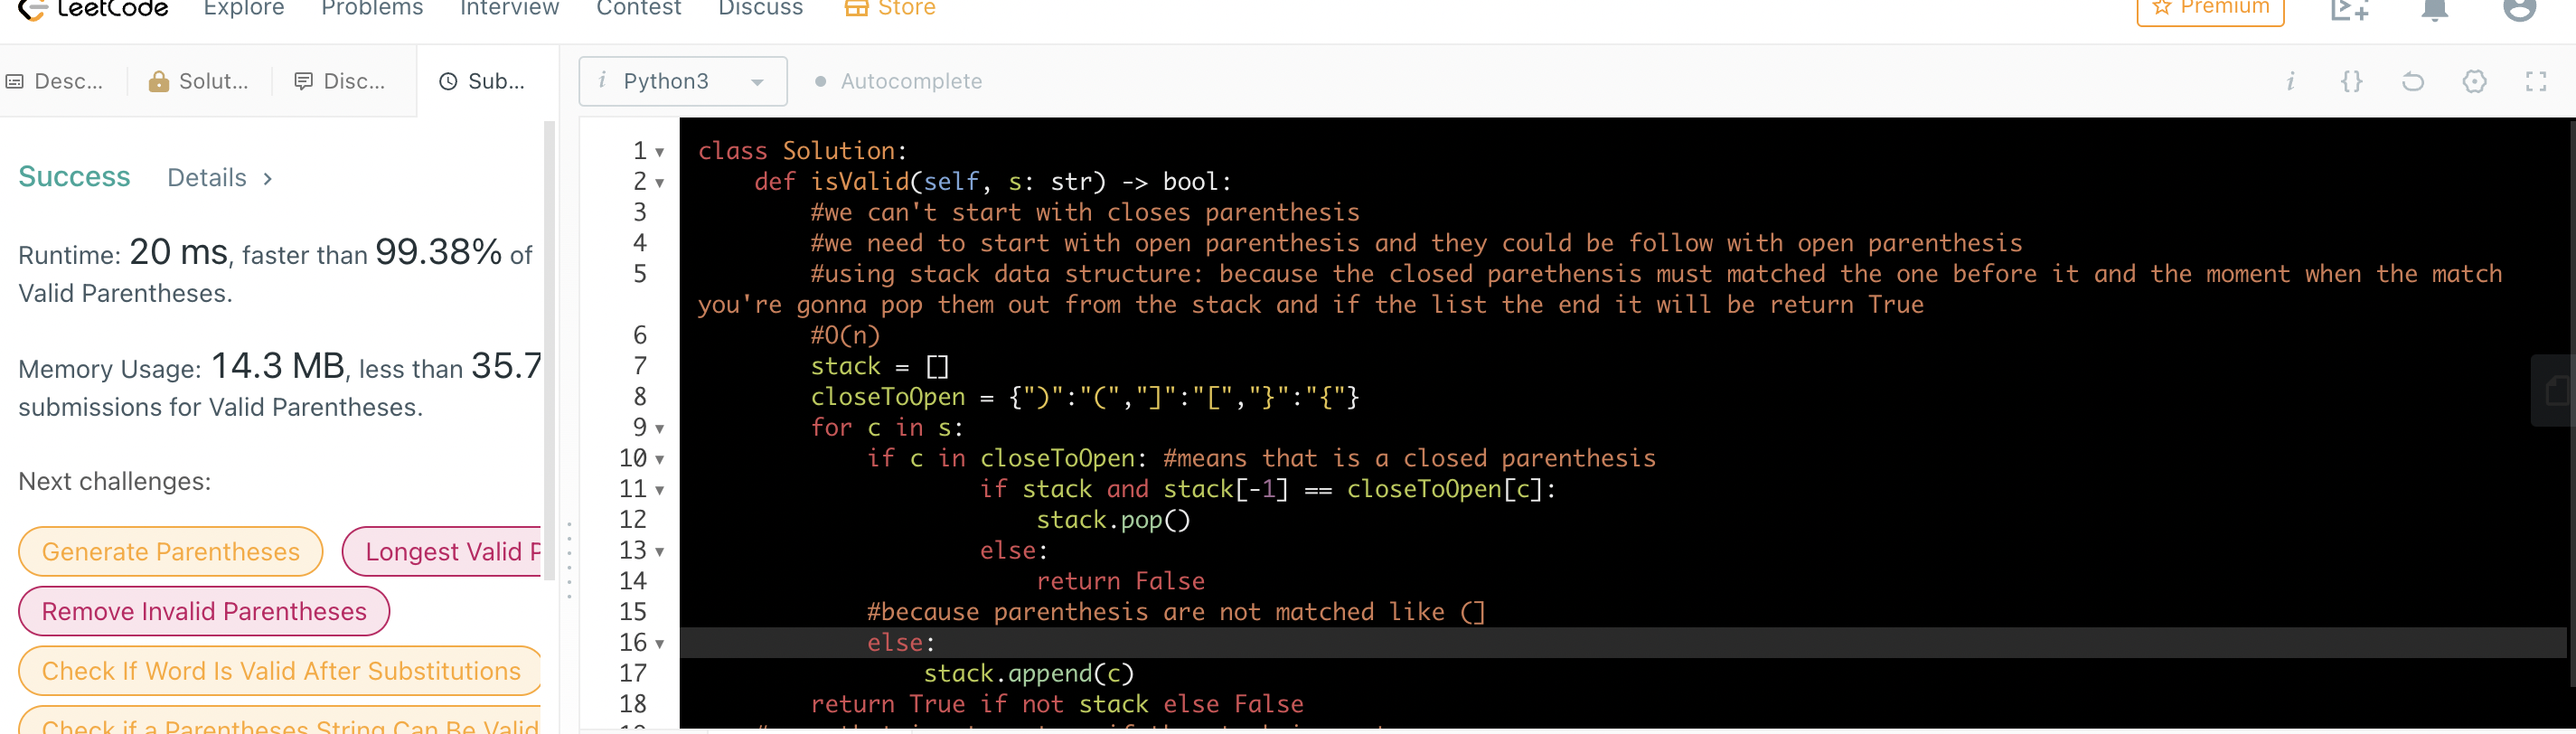 LeetCode Explore Problems Interview Contest Discuss Store Premium
Desc... Solut... Disc... Sub... i Python3 Autocomplete i {}
Success Details >
Runtime: 20 ms, faster than 99.38% of
Valid Parentheses.
Memory Usage: 14.3 MB, less than 35.7
submissions for Valid Parentheses.
Next challenges:
Generate Parentheses Longest Valid P
Remove Invalid Parentheses
Check If Word Is Valid After Substitutions
Check if a Parentheses String Can Be Valid
1 class Solution:
2     def isValid(self, s: str) -> bool:
3         #we can't start with closes parenthesis
4         #we need to start with open parenthesis and they could be follow with open parenthesis
5         #using stack data structure: because the closed parethensis must matched the one before it and the moment when the match
you're gonna pop them out from the stack and if the list the end it will be return True
6         #O(n)
7         stack = []
8         closeToOpen = {")":"(","]":"[","}":"{"}
9         for c in s:
10             if c in closeToOpen: #means that is a closed parenthesis
11                     if stack and stack[-1] == closeToOpen[c]:
12                         stack.pop()
13                     else:
14                         return False
15             #because parenthesis are not matched like (]
16             else:
17                 stack.append(c)
18         return True if not stack else False